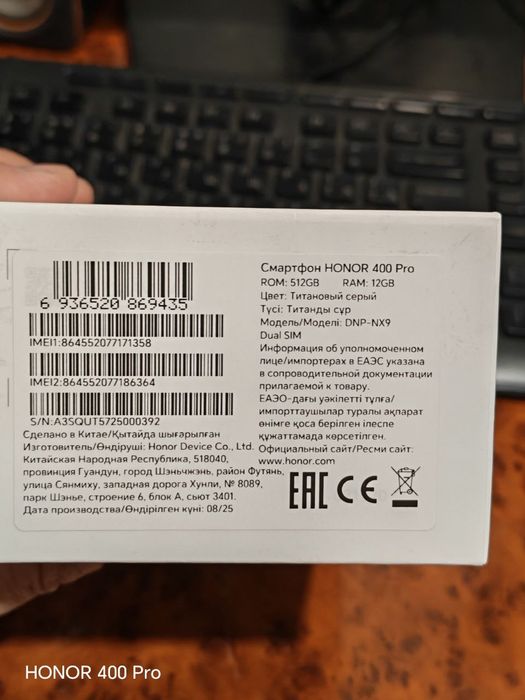 6 936520 869435
IMEI1:864552077171358
IMEI2:864552077186364
S/N:A3SQUT5725000392
Смартфон HONOR 400 Pro
ROM: 512GB RAM: 12GB
Цвет: Титановый серый
Түсі: Титанды сұр
Модель/Моделі: DNP-NX9
Dual SIM
Информация об уполномоченном
лице/импортерах в ЕАЭС указана
в сопроводительной документации
прилагаемой к товару.
ЕАЭО-дағы уәкілетті тұлға/
импорттаушылар туралы ақпарат
өнімге қоса берілген ілеспе
құжаттамада көрсетілген.
Официальный сайт/Ресми сайт:
www.honor.com
Сделано в Китае/Қытайда шығарылған
Изготовитель/Өндіруші: Honor Device Co., Ltd.
Китайская Народная Республика, 518040,
провинция Гуандун, город Шэньчжэнь, район Футянь,
улица Сянмиху, западная дорога Хунли, № 8089,
парк Шэнье, строение 6, блок А, сьют 3401.
Дата производства/Өндірілген күні: 08/25
EAC CE
HONOR 400 Pro